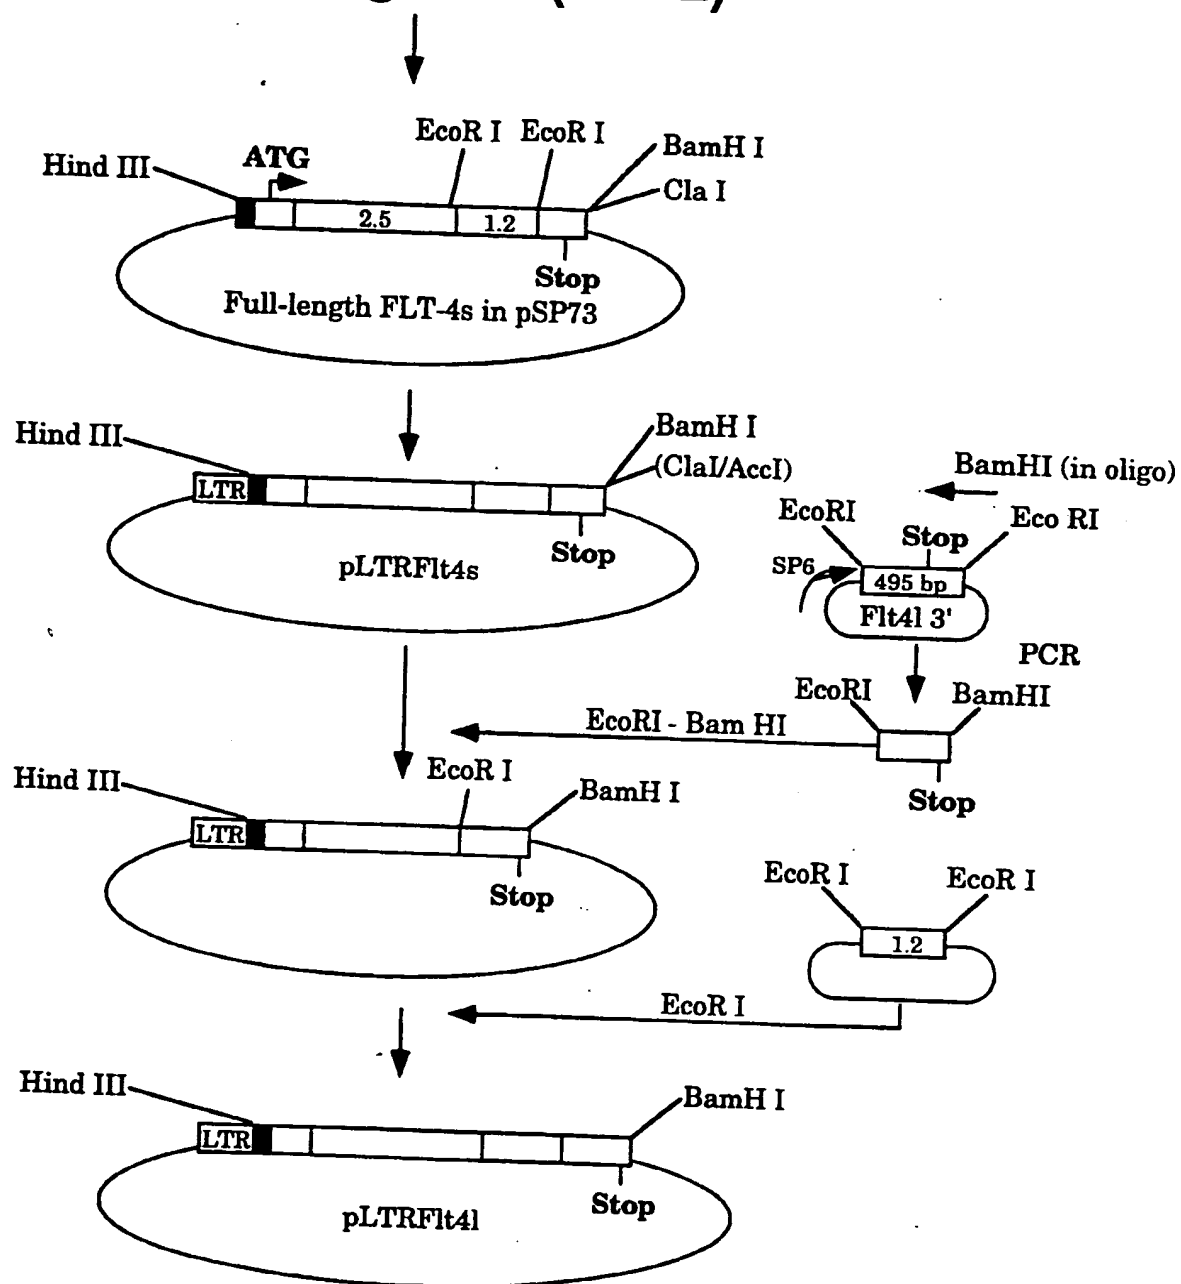 EcoR I EcoR I
BamH I
ATG
Hind III
Cla I
2.5
1.2
Stop
Full-length FLT-4s in pSP73
BamH I
Hind III
(ClaI/AccI)
LTR
Stop
pLTRFlt4s
BamHI (in oligo)
EcoRI
Eco RI
Stop
SP6
495 bp
Flt4l 3'
PCR
EcoRI
BamHI
EcoRI - Bam HI
Stop
EcoR I
Hind III
BamH I
LTR
Stop
EcoR I
EcoR I
1.2
EcoR I
Hind III
BamH I
LTR
Stop
pLTRFlt4l